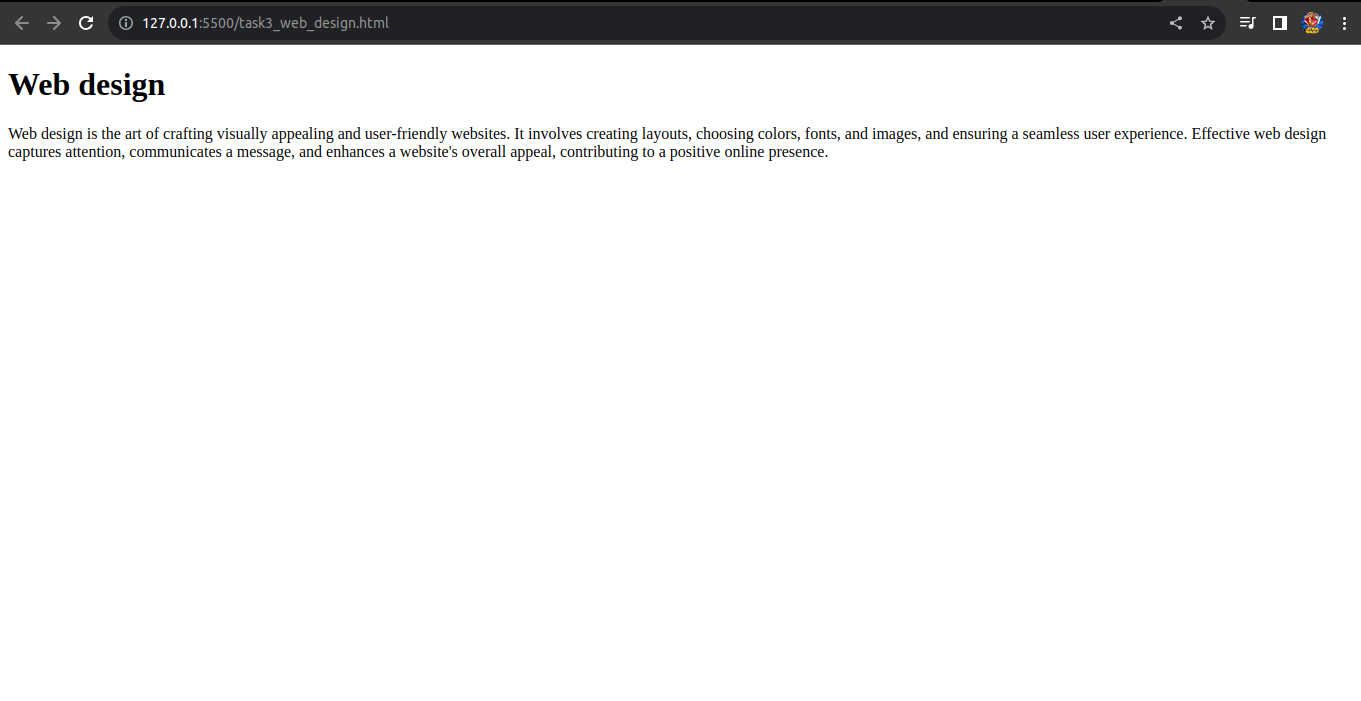 127.0.0.1:5500/task3_web_design.html
Web design
Web design is the art of crafting visually appealing and user-friendly websites. It involves creating layouts, choosing colors, fonts, and images, and ensuring a seamless user experience. Effective web design
captures attention, communicates a message, and enhances a website's overall appeal, contributing to a positive online presence.